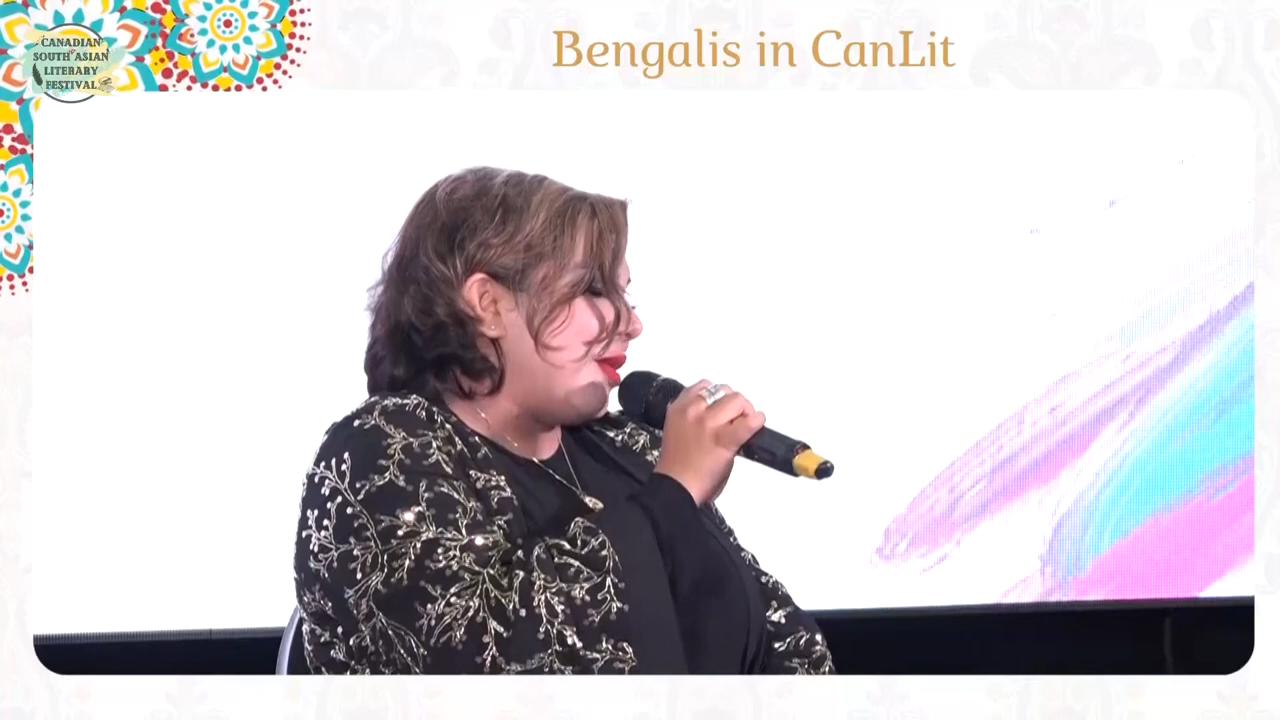 CANADIAN
SOUTH ASIAN
LITERARY
FESTIVAL
Bengalis in CanLit